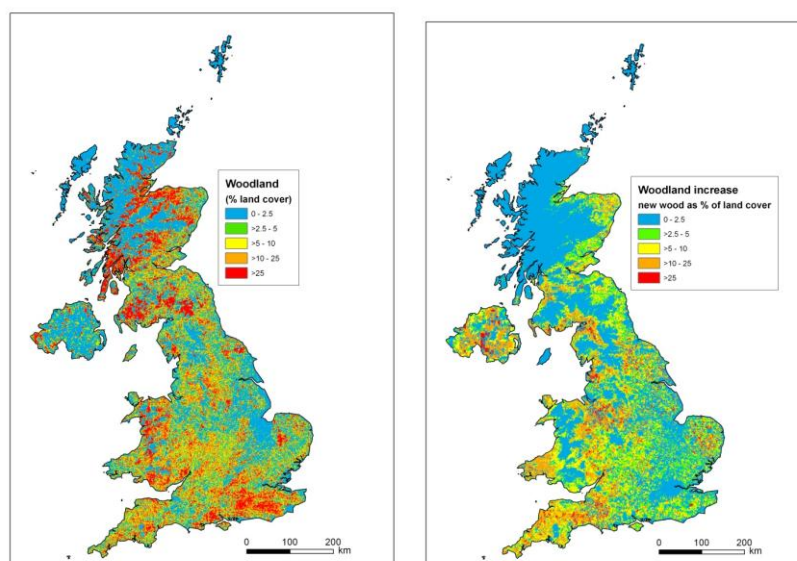 Woodland
(% land cover)
0 - 2.5
>2.5 - 5
>5 - 10
>10 - 25
>25
0 100 200
km
Woodland increase
new wood as % of land cover
0 - 2.5
>2.5 - 5
>5 - 10
>10 - 25
>25
0 100 200
km